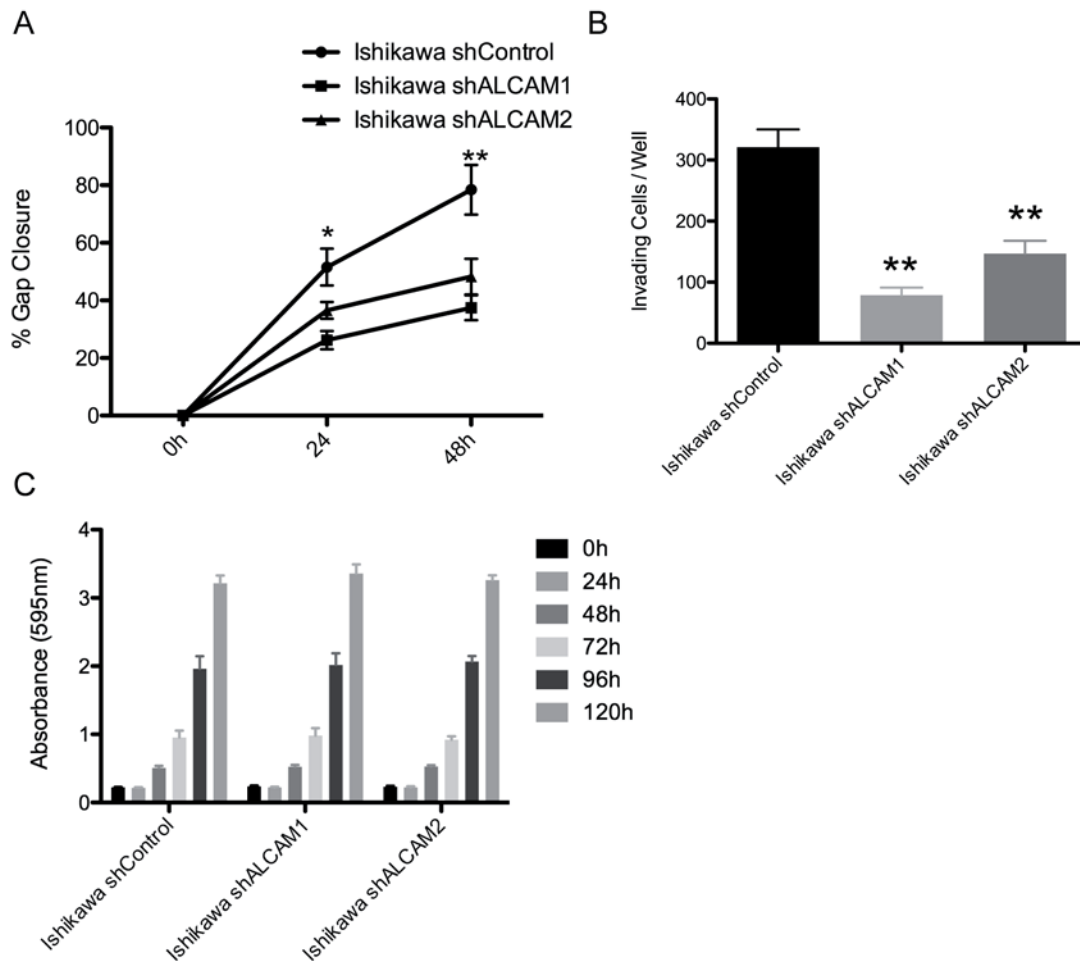 A
Ishikawa shControl
Ishikawa shALCAM1
Ishikawa shALCAM2
% Gap Closure
100
80
60
40
20
0
*
**
0h
24
48h
B
Invading Cells / Well
400
300
200
100
0
**
**
Ishikawa shControl
Ishikawa shALCAM1
Ishikawa shALCAM2
C
Absorbance (595nm)
4
3
2
1
0
Ishikawa shControl
Ishikawa shALCAM1
Ishikawa shALCAM2
0h
24h
48h
72h
96h
120h